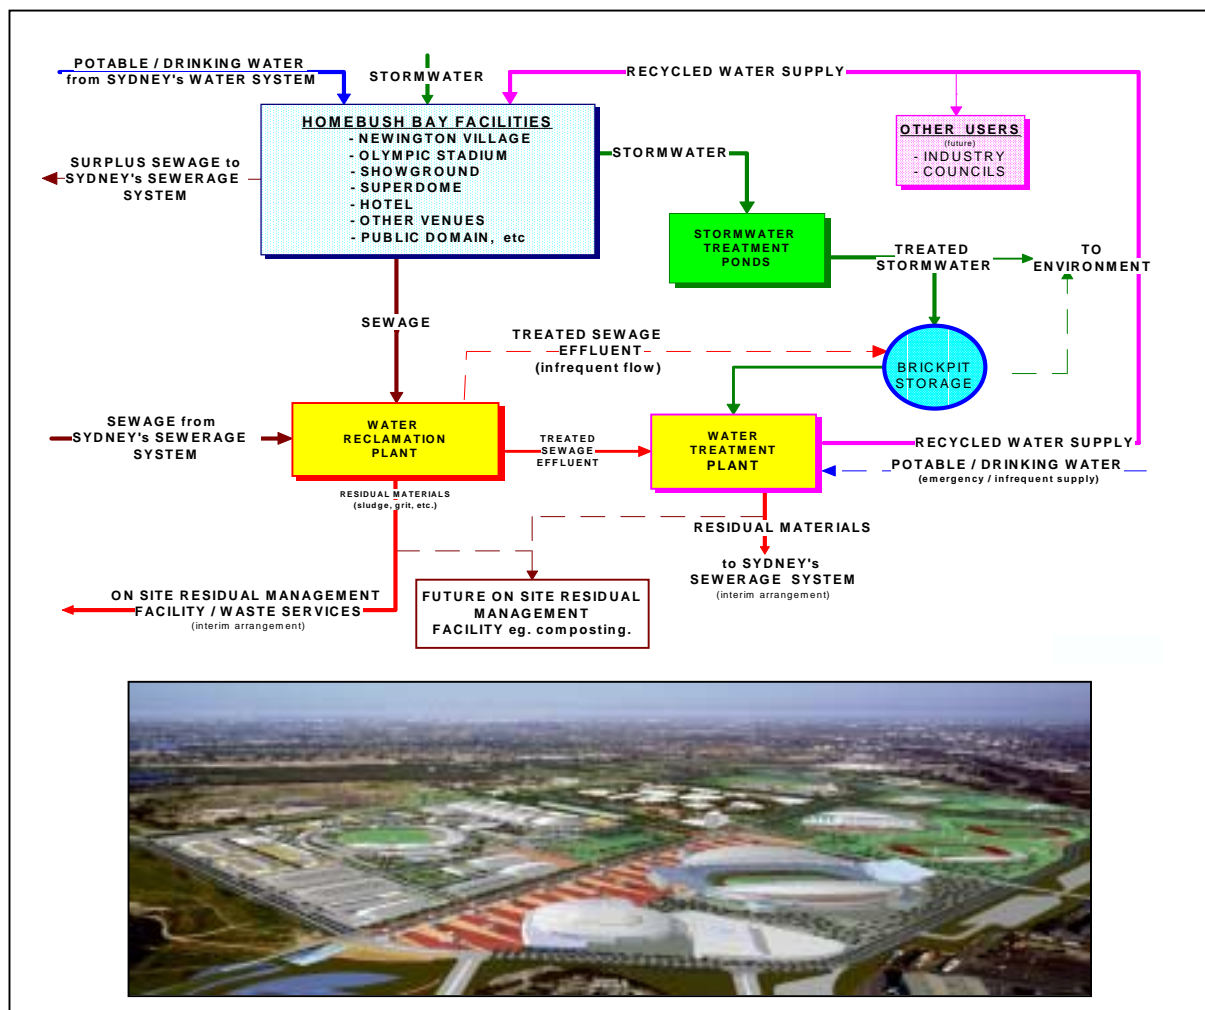 POTABLE / DRINKING WATER
from SYDNEY's WATER SYSTEM
STORMWATER
RECYCLED WATER SUPPLY
HOMEBUSH BAY FACILITIES
- NEWINGTON VILLAGE
- OLYMPIC STADIUM
- SHOWGROUND
- SUPERDOME
- HOTEL
- OTHER VENUES
- PUBLIC DOMAIN, etc
OTHER USERS
(future)
- INDUSTRY
- COUNCILS
SURPLUS SEWAGE to
SYDNEY's SEWERAGE
SYSTEM
STORMWATER
STORMWATER
TREATMENT
PONDS
TREATED
STORMWATER
TO
ENVIRONMENT
SEWAGE
TREATED SEWAGE
EFFLUENT
(infrequent flow)
BRICKPIT
STORAGE
SEWAGE from
SYDNEY's SEWERAGE
SYSTEM
WATER
RECLAMATION
PLANT
TREATED
SEWAGE
EFFLUENT
WATER
TREATMENT
PLANT
RECYCLED WATER SUPPLY
POTABLE / DRINKING WATER
(emergency / infrequent supply)
RESIDUAL MATERIALS
(sludge, grit, etc.)
RESIDUAL MATERIALS
to SYDNEY's
SEWERAGE SYSTEM
(interim arrangement)
ON SITE RESIDUAL MANAGEMENT
FACILITY / WASTE SERVICES
(interim arrangement)
FUTURE ON SITE RESIDUAL
MANAGEMENT
FACILITY eg. composting.